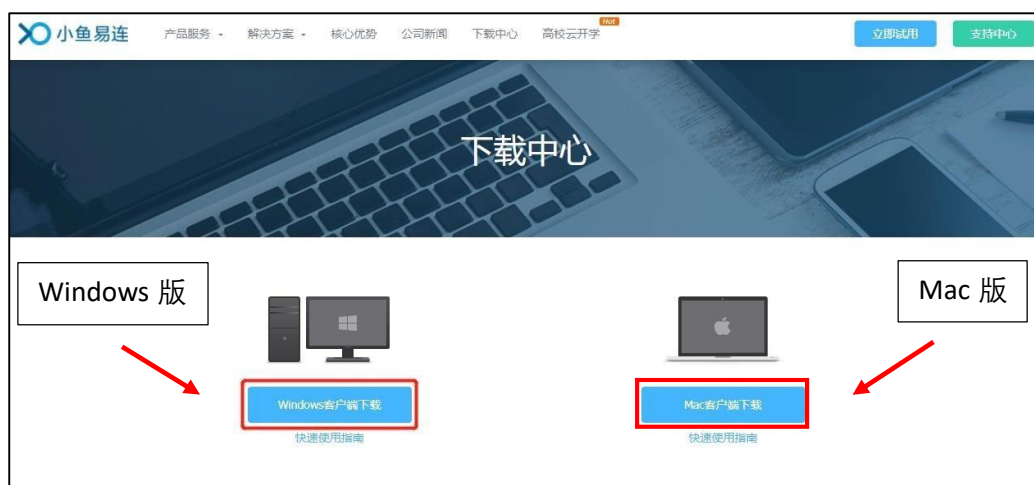 Hot
小鱼易连 产品服务 解决方案 核心优势 公司新闻 下载中心 高校云开学 立即试用 支持中心
下载中心
Windows 版
Mac 版
Windows客户端下载 Mac客户端下载
快速使用指南 快速使用指南